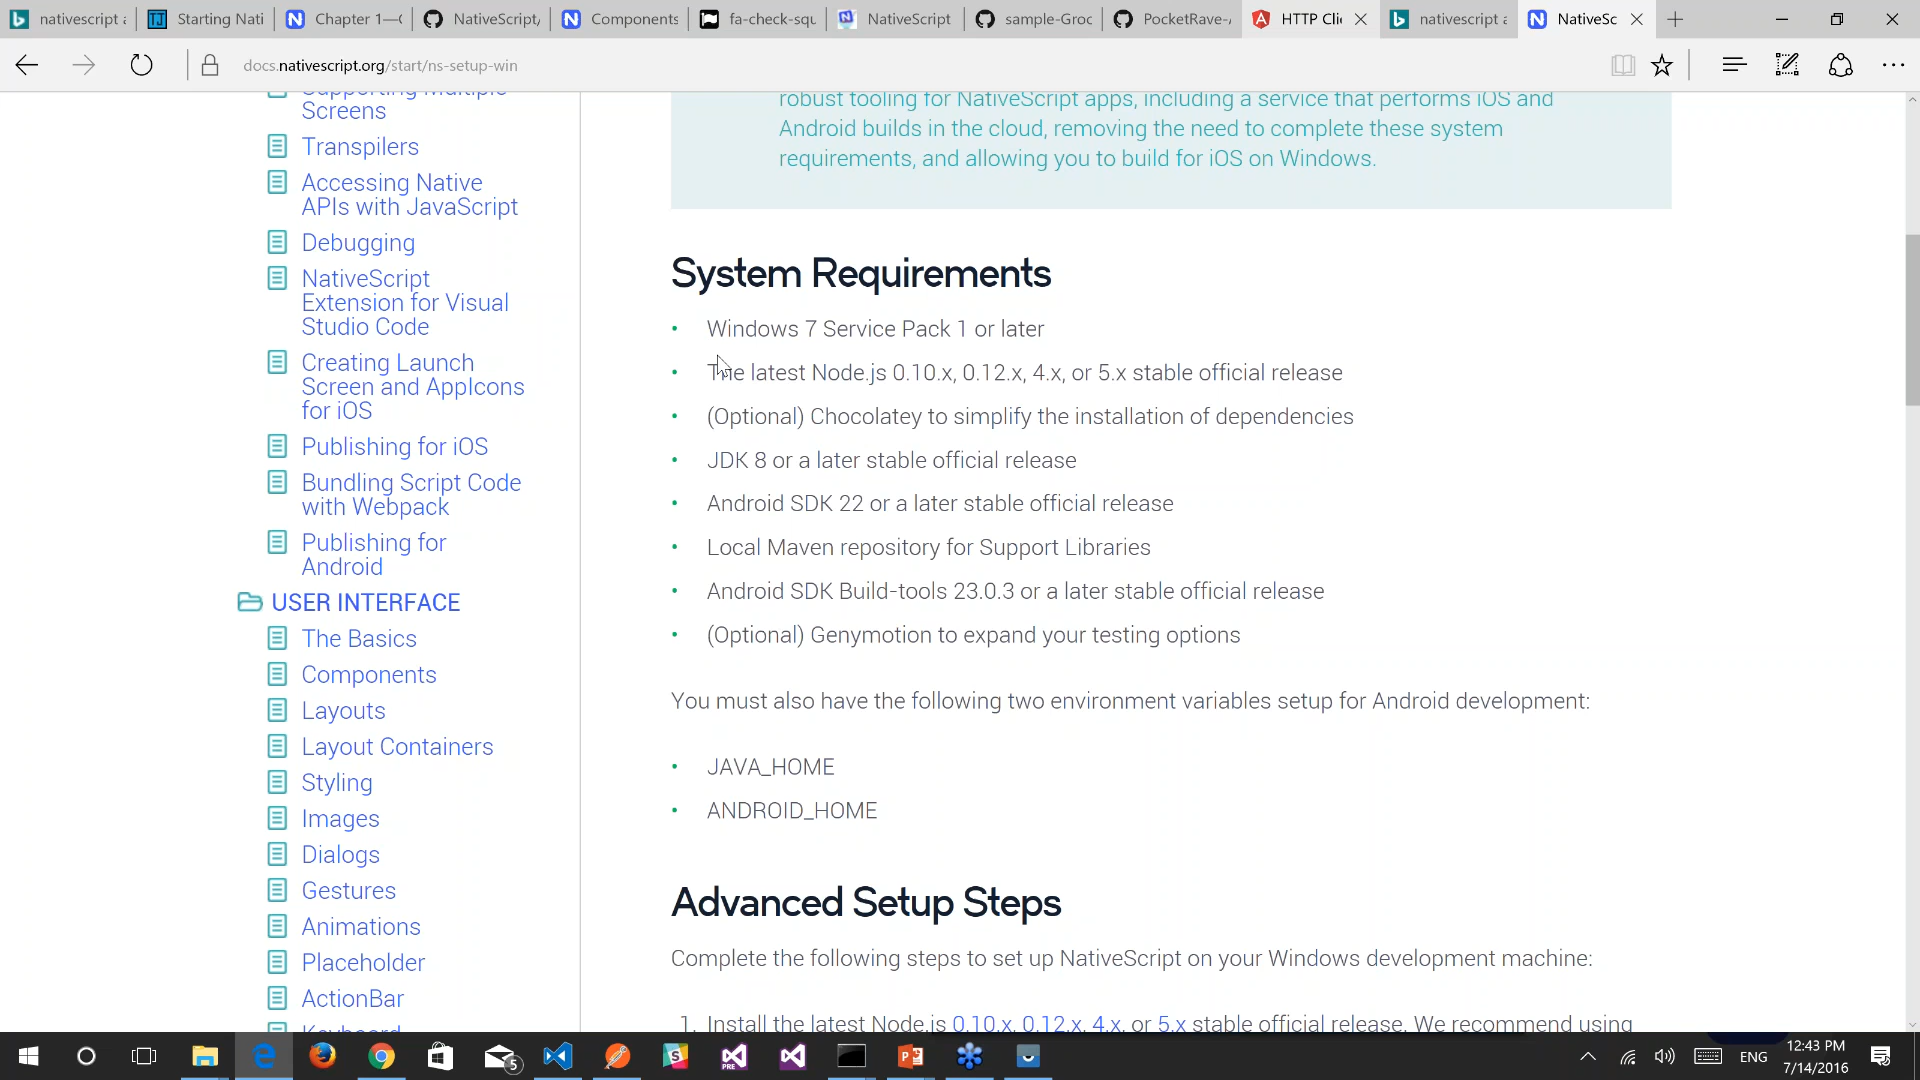 nativescript a
Starting Nati
Chapter 1—
NativeScript/
Components
fa-check-squ
NativeScript
sample-Groc
PocketRave-
HTTP Clie
nativescript a
NativeSc
docs.nativescript.org/start/ns-setup-win
Supporting Multiple
Screens
Transpilers
Accessing Native
APIs with JavaScript
Debugging
NativeScript
Extension for Visual
Studio Code
Creating Launch
Screen and AppIcons
for iOS
Publishing for iOS
Bundling Script Code
with Webpack
Publishing for
Android
USER INTERFACE
The Basics
Components
Layouts
Layout Containers
Styling
Images
Dialogs
Gestures
Animations
Placeholder
ActionBar
Keyboard
robust tooling for NativeScript apps, including a service that performs iOS and
Android builds in the cloud, removing the need to complete these system
requirements, and allowing you to build for iOS on Windows.
System Requirements
• Windows 7 Service Pack 1 or later
• The latest Node.js 0.10.x, 0.12.x, 4.x, or 5.x stable official release
• (Optional) Chocolatey to simplify the installation of dependencies
• JDK 8 or a later stable official release
• Android SDK 22 or a later stable official release
• Local Maven repository for Support Libraries
• Android SDK Build-tools 23.0.3 or a later stable official release
• (Optional) Genymotion to expand your testing options
You must also have the following two environment variables setup for Android development:
• JAVA_HOME
• ANDROID_HOME
Advanced Setup Steps
Complete the following steps to set up NativeScript on your Windows development machine:
1. Install the latest Node.js 0.10.x, 0.12.x, 4.x, or 5.x stable official release. We recommend using
5
PRE
ENG
12:43 PM
7/14/2016